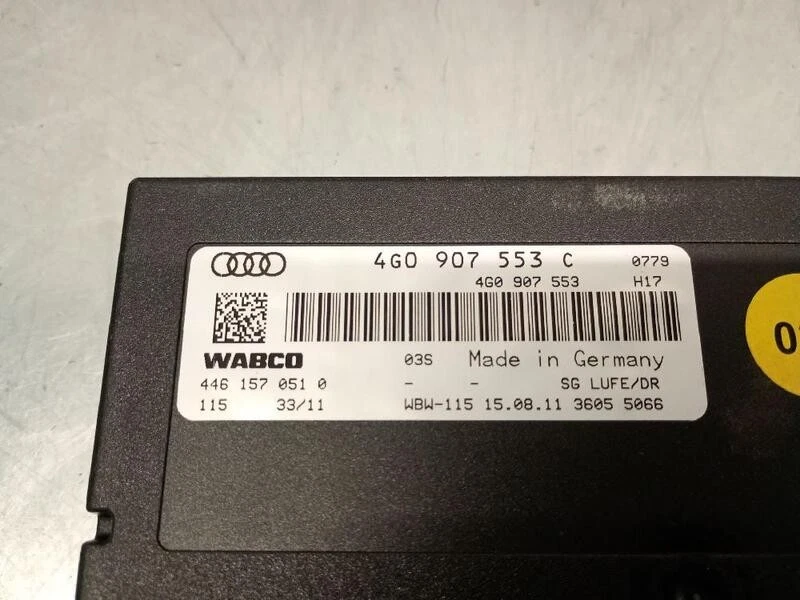 4G0 907 553 C 0779
4G0 907 553 H17
WABCO 03S Made in Germany
446 157 051 0 - - SG LUFE/DR
115 33/11 WBW-115 15.08.11 3605 5066